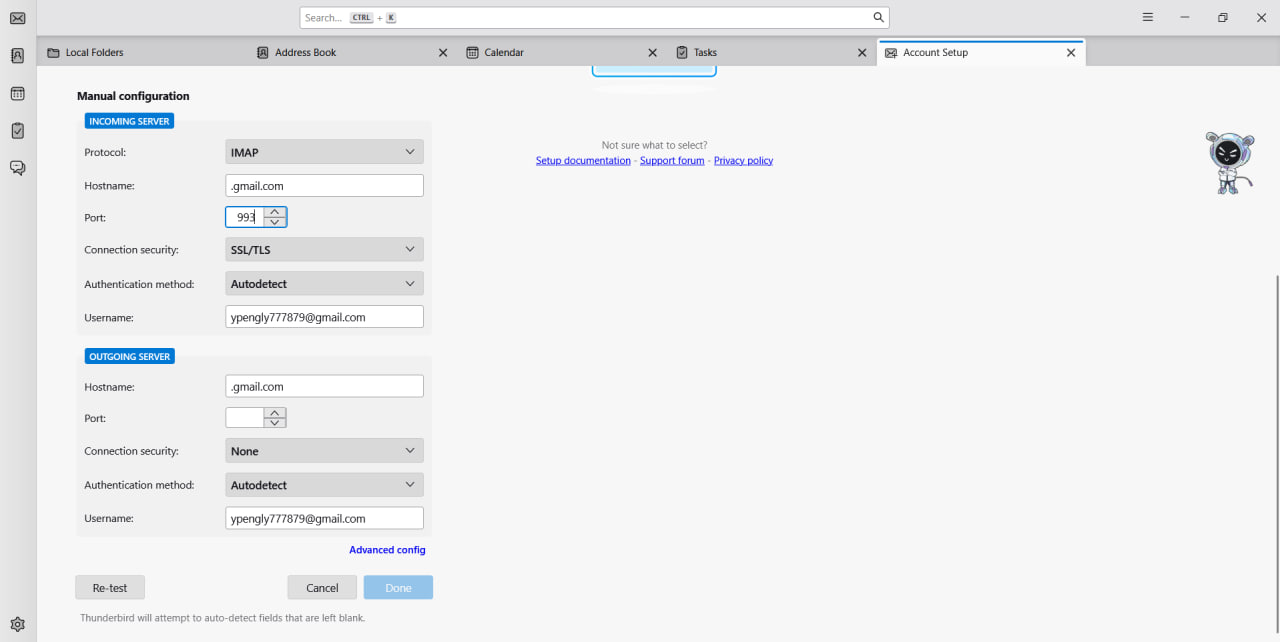 Search... CTRL + K
Local Folders
Address Book
Calendar
Tasks
Account Setup
Manual configuration
INCOMING SERVER
Protocol: IMAP
Hostname: .gmail.com
Port: 993
Connection security: SSL/TLS
Authentication method: Autodetect
Username: ypengly777879@gmail.com
OUTGOING SERVER
Hostname: .gmail.com
Port:
Connection security: None
Authentication method: Autodetect
Username: ypengly777879@gmail.com
Advanced config
Re-test Cancel Done
Thunderbird will attempt to auto-detect fields that are left blank.
Not sure what to select?
Setup documentation - Support forum - Privacy policy